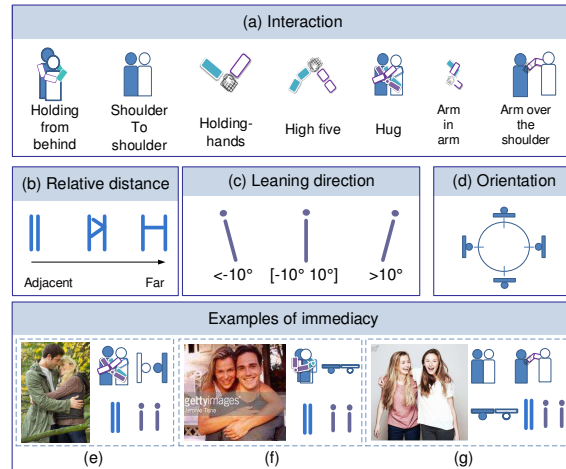 (a) Interaction
Holding
from
behind
Shoulder
To
shoulder
Holding-
hands
High five
Hug
Arm
in
arm
Arm over
the
shoulder
(b) Relative distance
Adjacent
Far
(c) Leaning direction
<-10°
[-10° 10°]
>10°
(d) Orientation
Examples of immediacy
gettyimages®
(e)
(f)
(g)